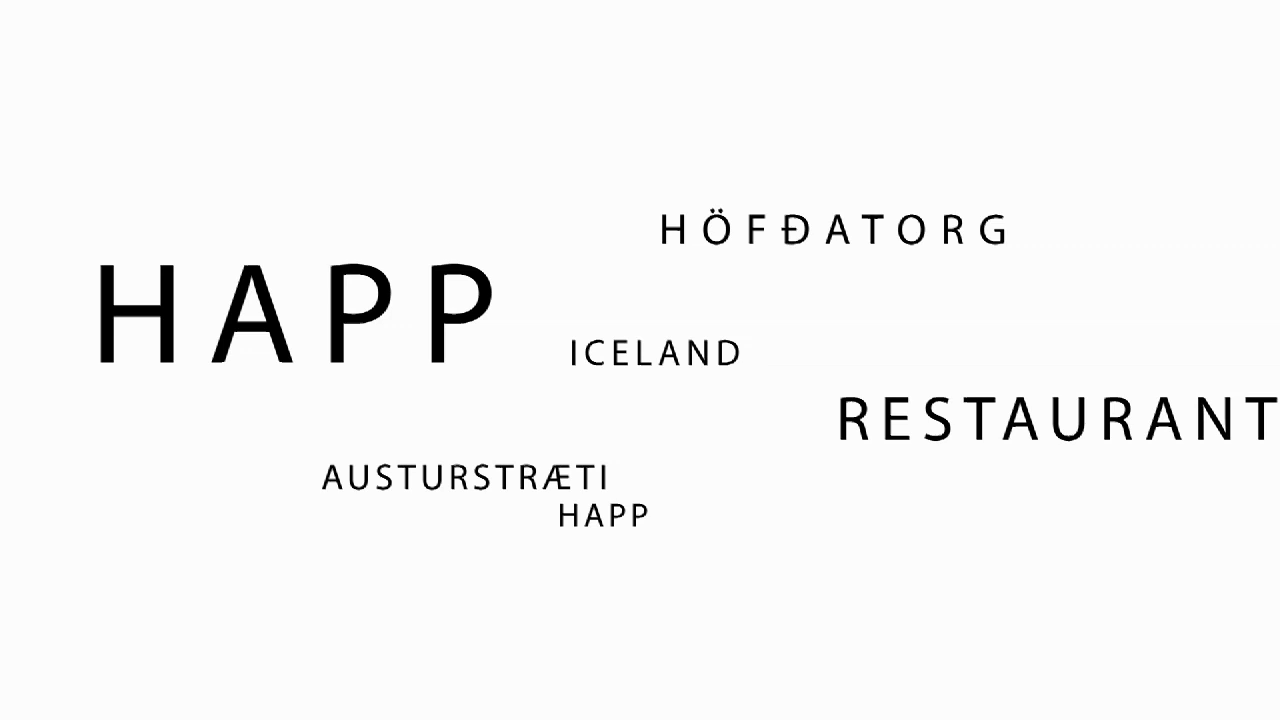 HÖFÐATORG
HAPP
ICELAND
RESTAURANT
AUSTURSTRÆTI
HAPP